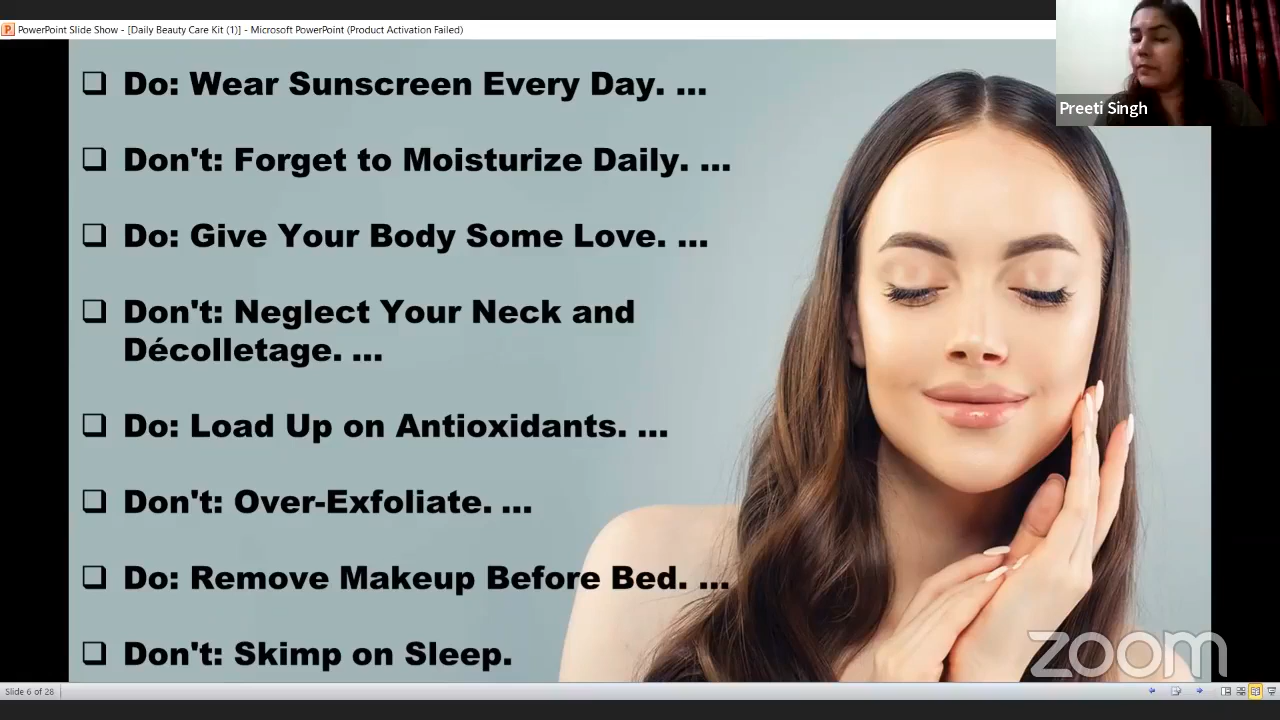 PowerPoint Slide Show - [Daily Beauty Care Kit (1)] - Microsoft PowerPoint (Product Activation Failed)
Preeti Singh
Do: Wear Sunscreen Every Day. ...
Don't: Forget to Moisturize Daily. ...
Do: Give Your Body Some Love. ...
Don't: Neglect Your Neck and
Décolletage. ...
Do: Load Up on Antioxidants. ...
Don't: Over-Exfoliate. ...
Do: Remove Makeup Before Bed. ...
Don't: Skimp on Sleep.
zoom
Slide 6 of 28